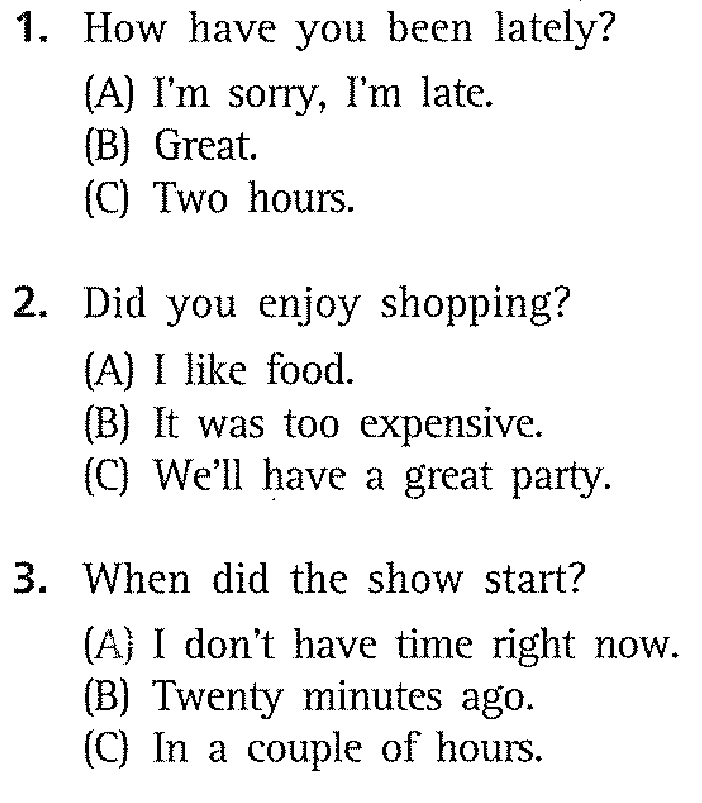 1. How have you been lately?
(A) I'm sorry, I'm late.
(B) Great.
(C) Two hours.
2. Did you enjoy shopping?
(A) I like food.
(B) It was too expensive.
(C) We'll have a great party.
3. When did the show start?
(A) I don't have time right now.
(B) Twenty minutes ago.
(C) In a couple of hours.